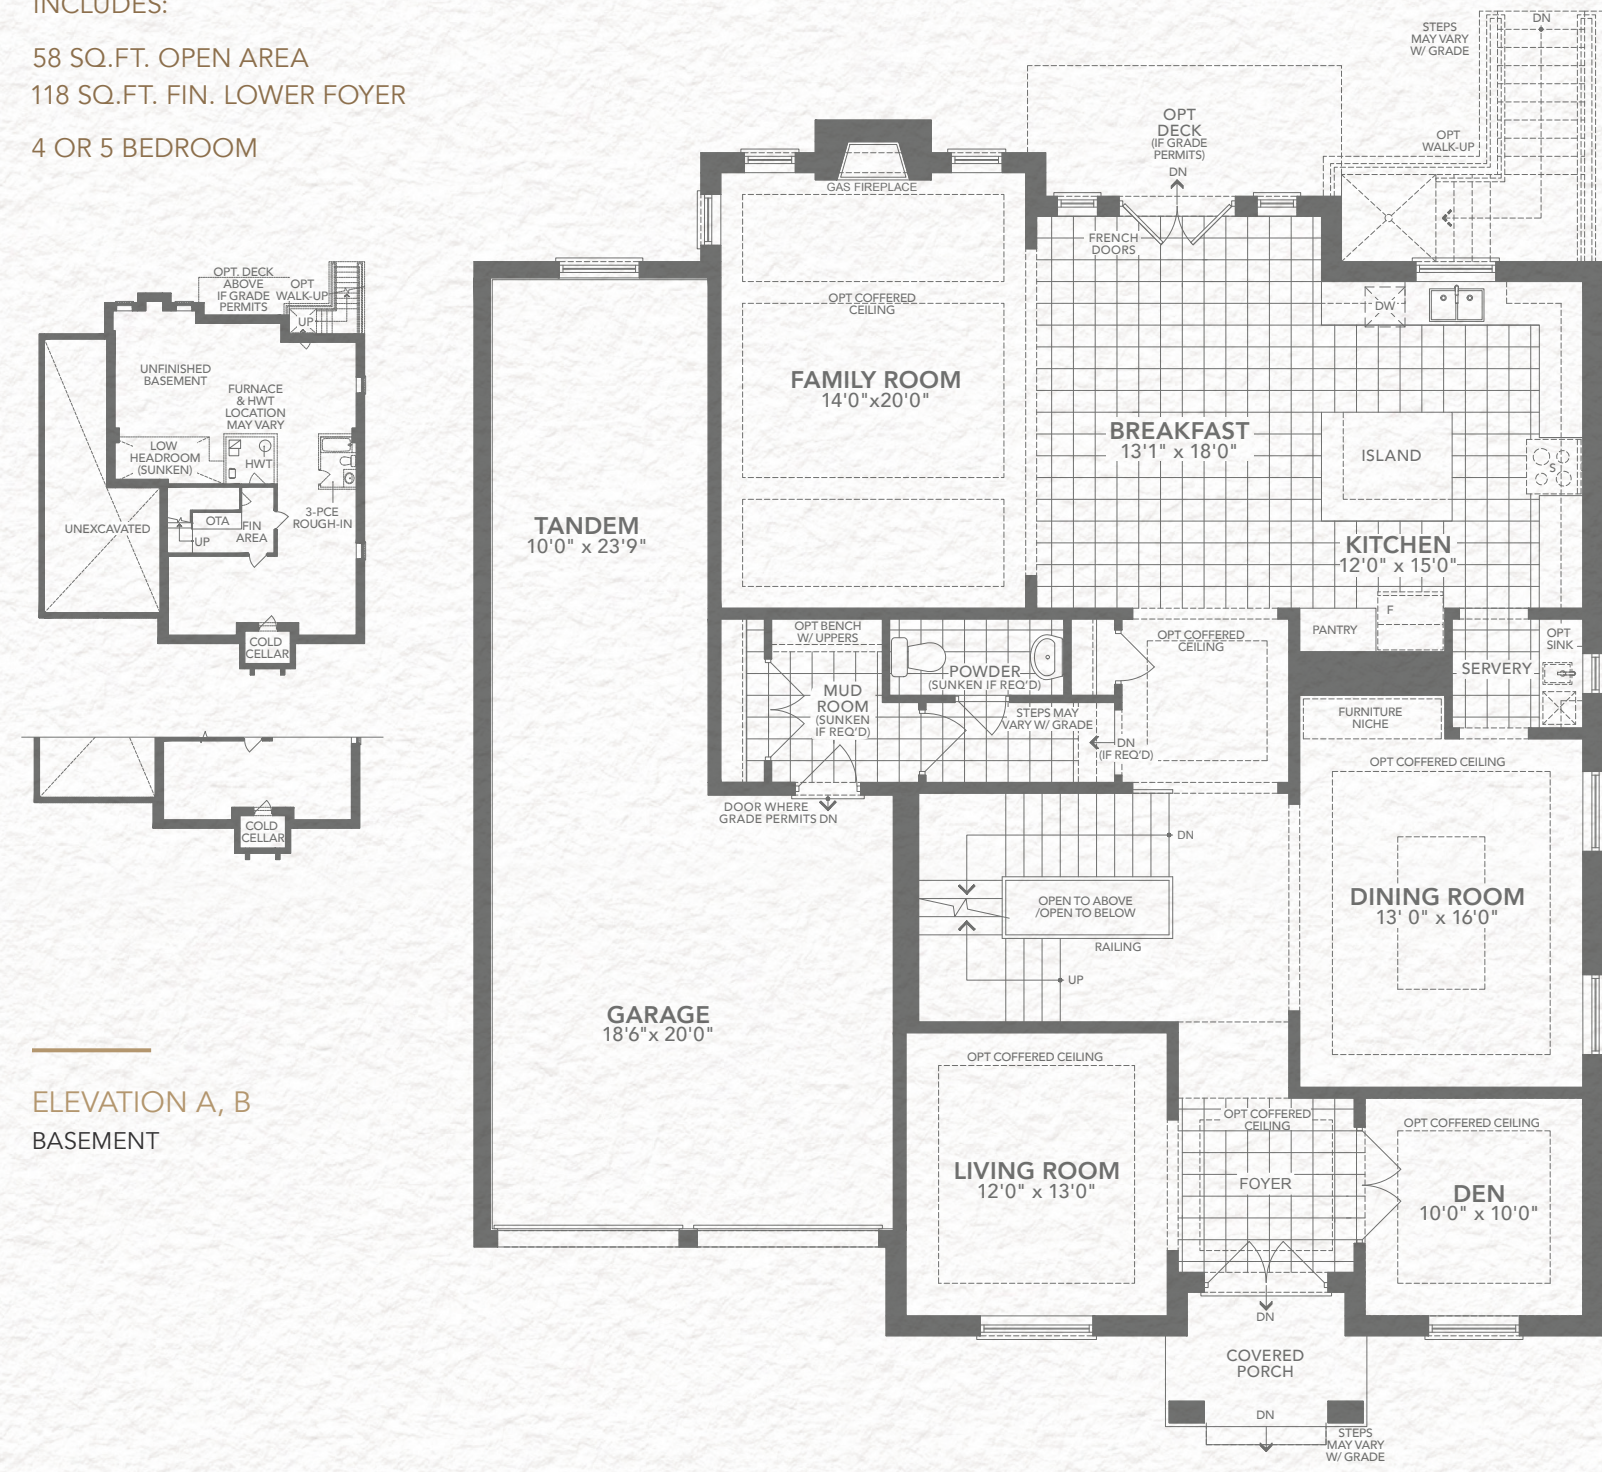 INCLUDES:
58 SQ.FT. OPEN AREA
118 SQ.FT. FIN. LOWER FOYER
4 OR 5 BEDROOM
OPT. DECK
ABOVE
IF GRADE
PERMITS
OPT
WALK-UP
UP
UNFINISHED
BASEMENT
FURNACE
& HWT
LOCATION
MAY VARY
LOW
HEADROOM
(SUNKEN)
HWT
3-PCE
ROUGH-IN
UNEXCAVATED
OTA
FIN
AREA
UP
COLD
CELLAR
COLD
CELLAR
ELEVATION A, B
BASEMENT
STEPS
MAY VARY
W/ GRADE
DN
OPT
WALK-UP
OPT
DECK
(IF GRADE
PERMITS)
DN
GAS FIREPLACE
FRENCH
DOORS
OPT COFFERED
CEILING
DW
FAMILY ROOM
14'0"x20'0"
BREAKFAST
13'1" x 18'0"
ISLAND
S
KITCHEN
12'0" x 15'0"
TANDEM
10'0" x 23'9"
F
PANTRY
OPT BENCH
W/ UPPERS
POWDER
(SUNKEN IF REQ'D)
OPT COFFERED
CEILING
OPT
SINK
SERVERY
MUD
ROOM
(SUNKEN
IF REQ'D)
STEPS MAY
VARY W/ GRADE
DN
(IF REQ'D)
FURNITURE
NICHE
OPT COFFERED CEILING
DOOR WHERE
GRADE PERMITS DN
DN
OPEN TO ABOVE
/OPEN TO BELOW
RAILING
UP
DINING ROOM
13' 0" x 16'0"
GARAGE
18'6"x 20'0"
OPT COFFERED CEILING
LIVING ROOM
12'0" x 13'0"
OPT COFFERED
CEILING
FOYER
OPT COFFERED CEILING
DEN
10'0" x 10'0"
DN
COVERED
PORCH
DN
STEPS
MAY VARY
W/ GRADE